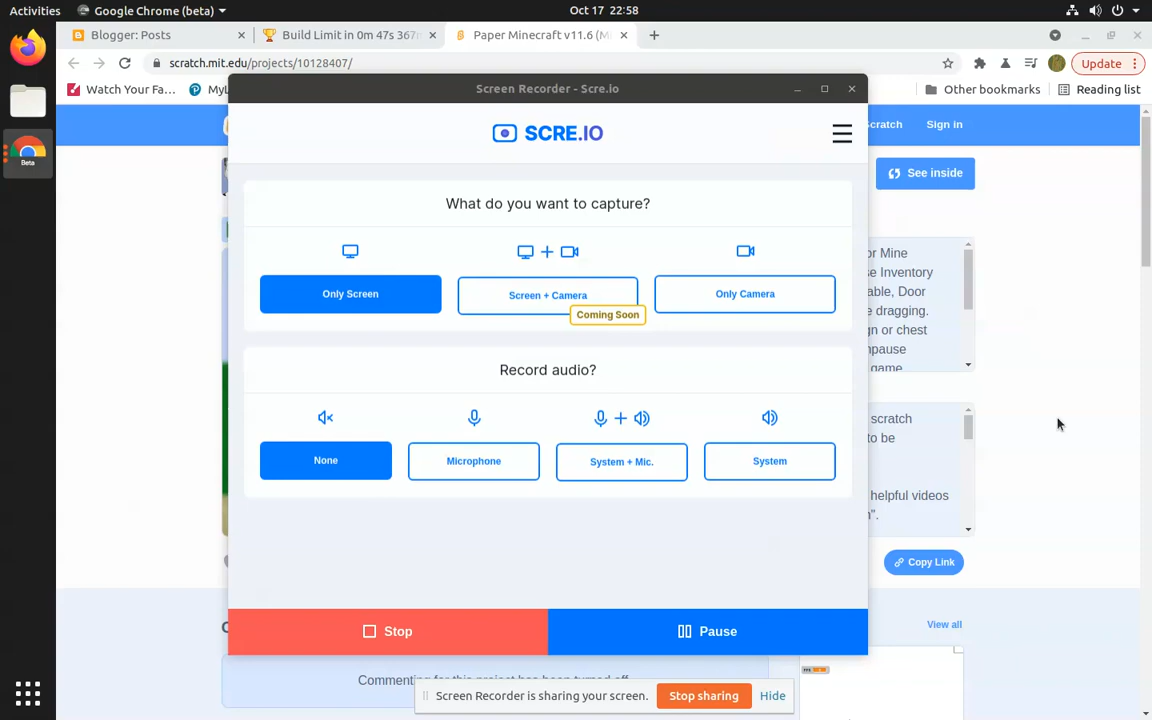 Activities
Google Chrome (beta)
Oct 17 22:58
Blogger: Posts
Build Limit in 0m 47s 367m
Paper Minecraft v11.6 (Mi
scratch.mit.edu/projects/10128407/
Update
Watch Your Fa...
Other bookmarks
Reading list
Screen Recorder - Scre.io
SCRE.IO
Sign in
See inside
What do you want to capture?
Only Screen
Screen + Camera
Only Camera
Coming Soon
or Mine
se Inventory
able, Door
e dragging.
gn or chest
npause
game
Record audio?
None
Microphone
System + Mic.
System
scratch
to be
helpful videos
Copy Link
Stop
Pause
View all
Commenting for this project has been turned off
Screen Recorder is sharing your screen.
Stop sharing
Hide
Beta